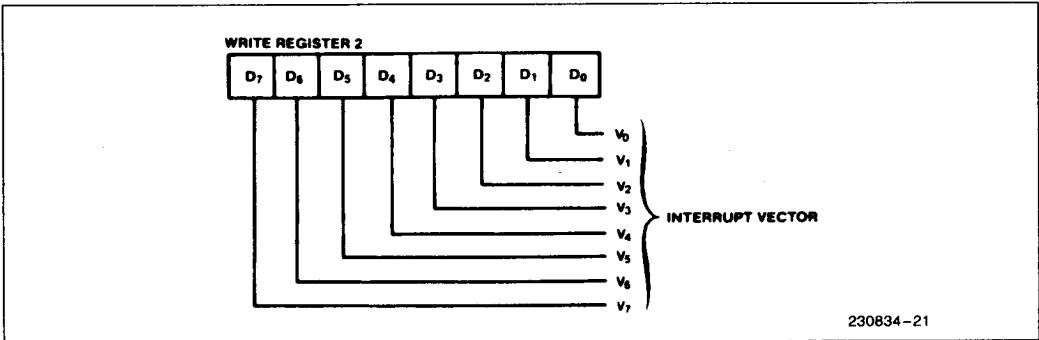 WRITE REGISTER 2
D7 D6 D5 D4 D3 D2 D1 D0
V0
V1
V2
V3
INTERRUPT VECTOR
V4
V5
V6
V7
230834-21